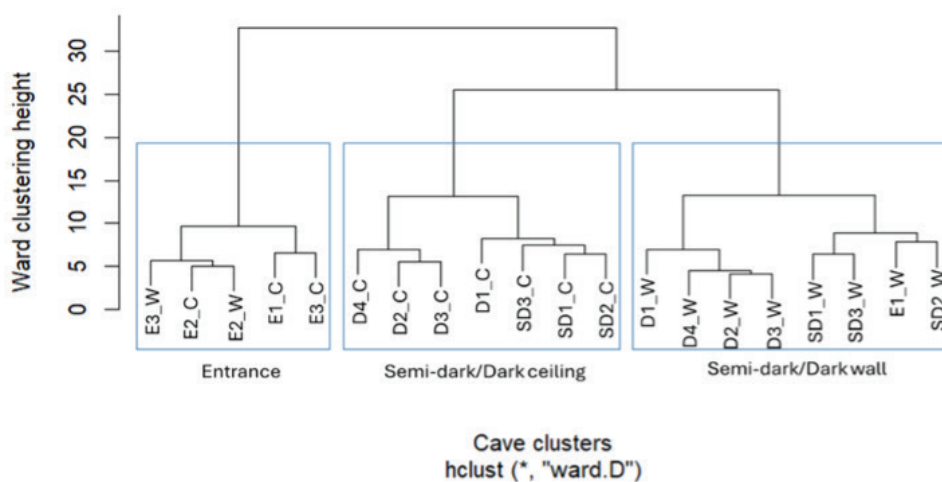 Ward clustering height
30
25
20
15
10
5
0
E3_W
E2_C
E2_W
E1_C
E3_C
D4_C
D2_C
D3_C
D1_C
SD3_C
SD1_C
SD2_C
D1_W
D4_W
D2_W
D3_W
SD1_W
SD3_W
E1_W
SD2_W
Entrance
Semi-dark/Dark ceiling
Semi-dark/Dark wall
Cave clusters
hclust (*, "ward.D")